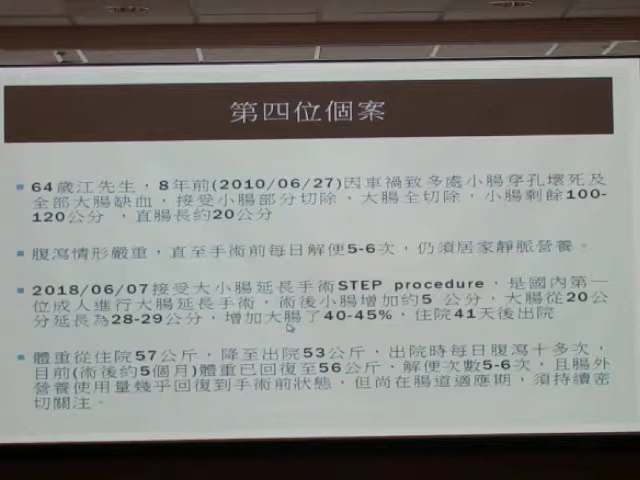 第四位個案
64歲江先生，8年前(2010/06/27)因車禍致多處小腸穿孔壞死及
全部大腸缺血，接受小腸部分切除、大腸全切除，小腸剩餘100-
120公分，直腸長約20公分
腹瀉情形嚴重，直至手術前每日解便5-6次，仍須居家靜脈營養。
2018/06/07接受大小腸延長手術STEP procedure，是國內第一
位成人進行大腸延長手術，術後小腸增加約5 公分，大腸從20公
分延長為28-29公分，增加大腸了40-45%，住院41天後出院
體重從住院57公斤，降至出院53公斤，出院時每日腹瀉十多次，
目前(術後約5個月)體重已回復至56公斤，解便次數5-6次，且腸外
營養使用量幾乎回復到手術前狀態，但尚在腸道適應期，須持續密
切關注。